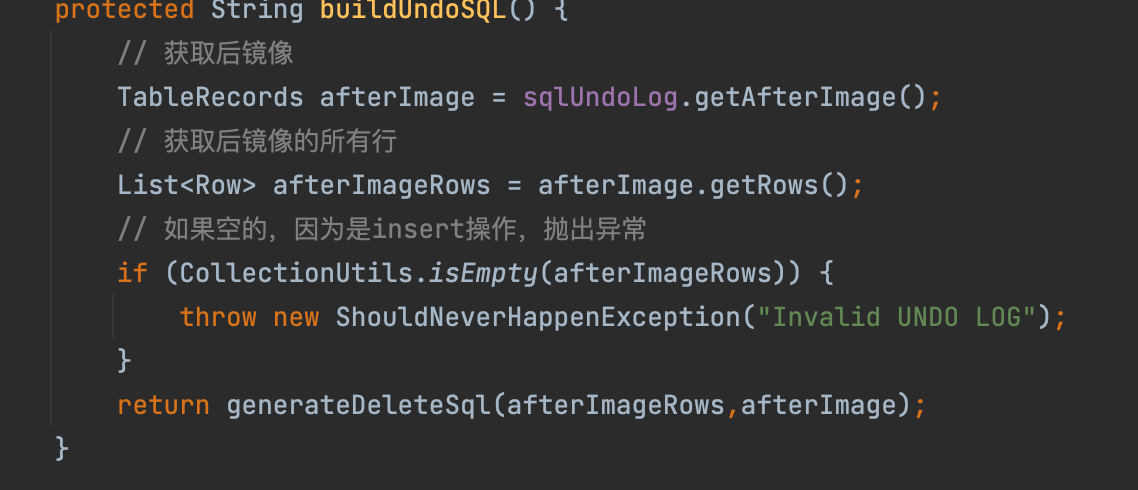 protected String buildUndoSQL() {
// 获取后镜像
TableRecords afterImage = sqlUndoLog.getAfterImage();
// 获取后镜像的所有行
List<Row> afterImageRows = afterImage.getRows();
// 如果空的，因为是insert操作，抛出异常
if (CollectionUtils.isEmpty(afterImageRows)) {
throw new ShouldNeverHappenException("Invalid UNDO LOG");
}
return generateDeleteSql(afterImageRows,afterImage);
}